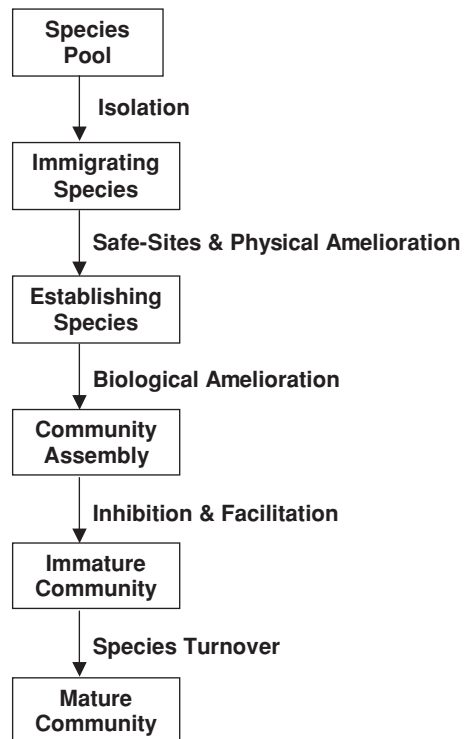 Species
Pool
Isolation
Immigrating
Species
Safe-Sites & Physical Amelioration
Establishing
Species
Biological Amelioration
Community
Assembly
Inhibition & Facilitation
Immature
Community
Species Turnover
Mature
Community